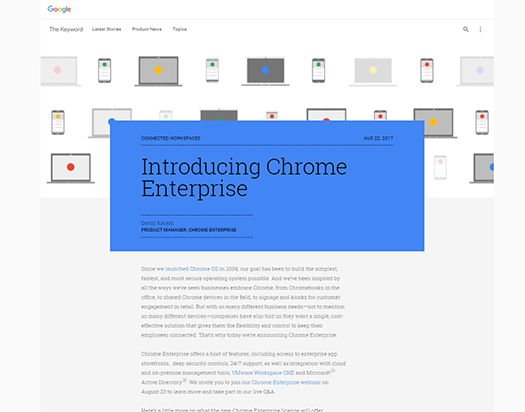 Google
The Keyword Latest Stories Product News Topics
CONNECTED WORKSPACES AUG 22, 2017
Introducing Chrome
Enterprise
David Karam
PRODUCT MANAGER, CHROME ENTERPRISE
Since we launched Chrome OS in 2009, our goal has been to build the simplest,
fastest, and most secure operating system possible. And we've been inspired by
all the ways we've seen businesses embrace Chrome, from Chromebooks in the
office, to shared Chrome devices in the field, to signage and kiosks for customer
engagement in retail. But with so many different business needs—not to mention
so many different devices—companies have also told us they want a single, cost-
effective solution that gives them the flexibility and control to keep their
employees connected. That's why today we're announcing Chrome Enterprise.
Chrome Enterprise offers a host of features, including access to enterprise app
storefronts, deep security controls, 24/7 support, as well as integration with cloud
and on-premise management tools, VMware Workspace ONE and Microsoft®
Active Directory®. We invite you to join our Chrome Enterprise webinar on
August 23 to learn more and take part in our live Q&A.
Here's a little more on what the new Chrome Enterprise license will offer